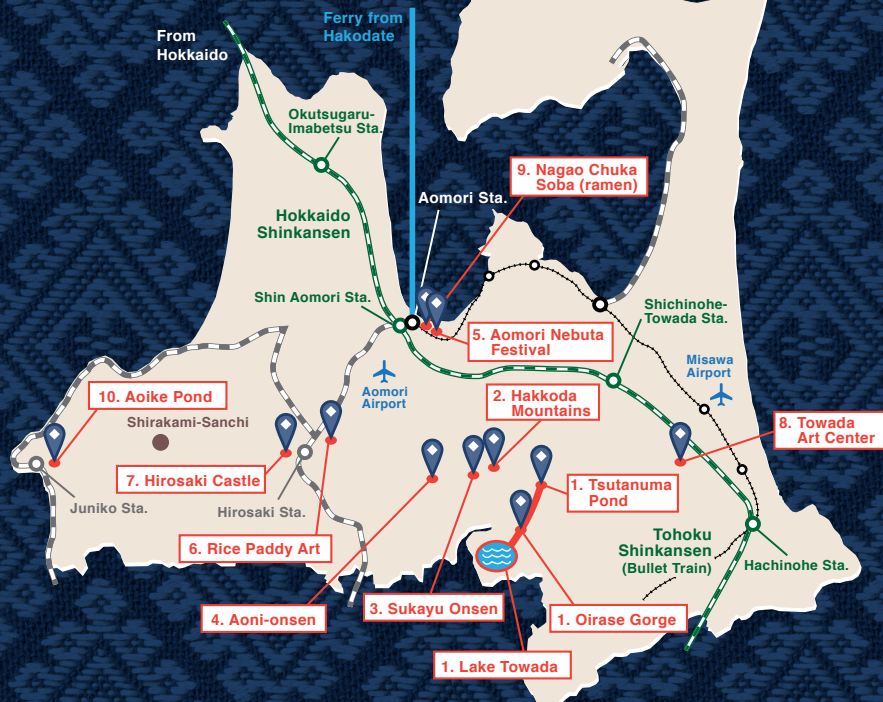 From
Hokkaido
Ferry from
Hakodate
Okutsugaru-
Imabetsu Sta.
9. Nagao Chuka
Soba (ramen)
Aomori Sta.
Hokkaido
Shinkansen
Shin Aomori Sta.
Shichinohe-
Towada Sta.
5. Aomori Nebuta
Festival
Misawa
Airport
Aomori
Airport
10. Aoike Pond
2. Hakkoda
Mountains
Shirakami-Sanchi
8. Towada
Art Center
7. Hirosaki Castle
1. Tsutanuma
Pond
Juniko Sta.
Hirosaki Sta.
6. Rice Paddy Art
Tohoku
Shinkansen
(Bullet Train)
Hachinohe Sta.
4. Aoni-onsen
3. Sukayu Onsen
1. Oirase Gorge
1. Lake Towada